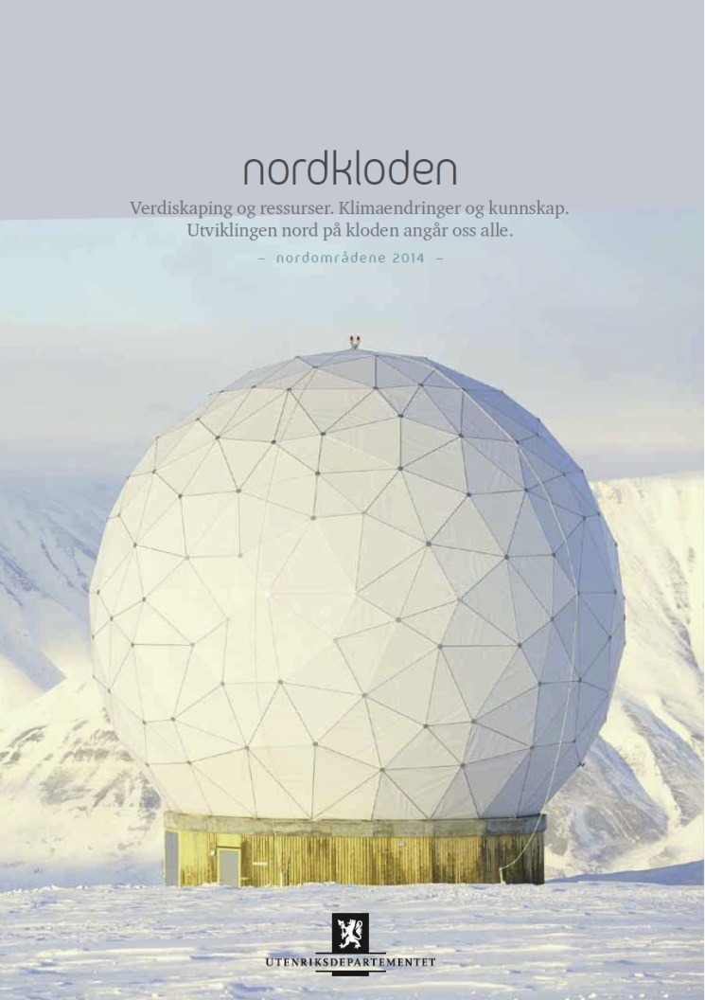 nordkloden
Verdiskaping og ressurser. Klimaendringer og kunnskap.
Utviklingen nord på kloden angår oss alle.
– nordområdene 2014 –
UTENRIKSDEPARTEMENTET